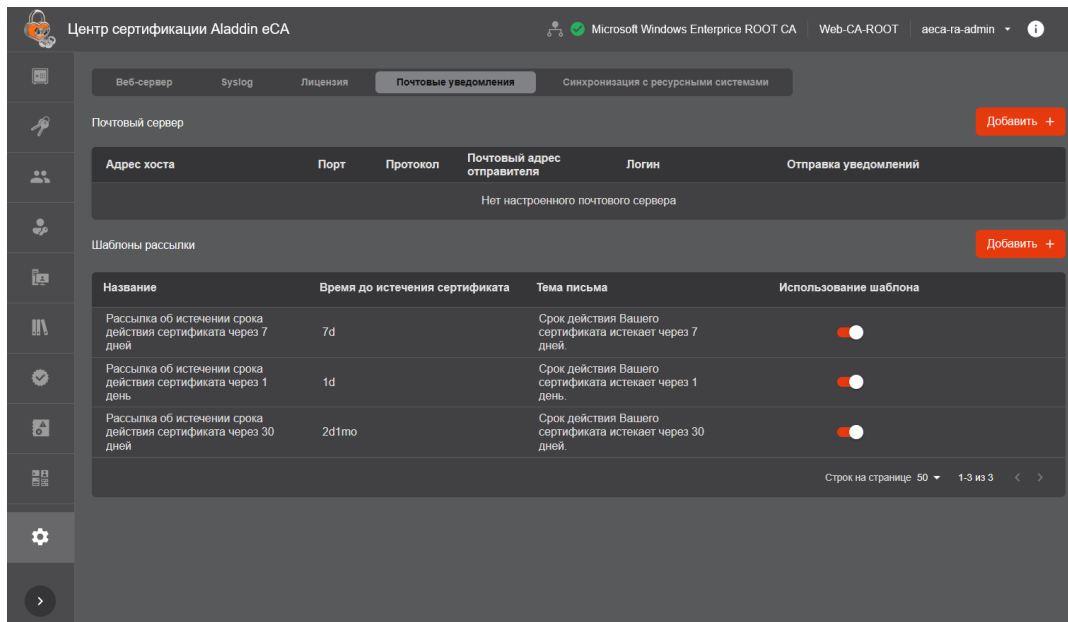 Центр сертификации Aladdin eCA
Microsoft Windows Enterprice ROOT CA
Web-CA-ROOT
aeca-ra-admin
Веб-сервер
Syslog
Лицензия
Почтовые уведомления
Синхронизация с ресурсными системами
Почтовый сервер
Добавить +
Адрес хоста
Порт
Протокол
Почтовый адрес
отправителя
Логин
Отправка уведомлений
Нет настроенного почтового сервера
Шаблоны рассылки
Добавить +
Название
Время до истечения сертификата
Тема письма
Использование шаблона
Рассылка об истечении срока
действия сертификата через 7
дней
7d
Срок действия Вашего
сертификата истекает через 7
дней.
Рассылка об истечении срока
действия сертификата через 1
день
1d
Срок действия Вашего
сертификата истекает через 1
день.
Рассылка об истечении срока
действия сертификата через 30
дней
2d1mo
Срок действия Вашего
сертификата истекает через 30
дней.
Строк на странице 50
1-3 из 3